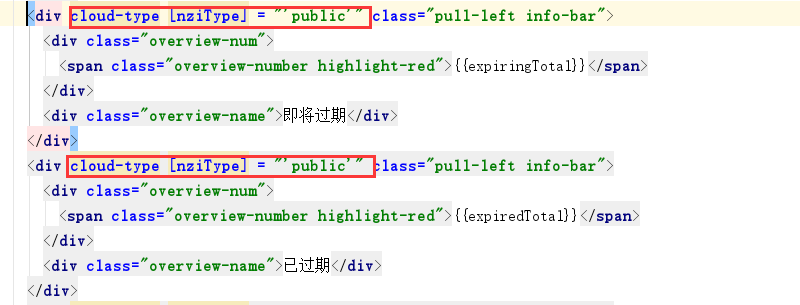 <div cloud-type [nziType] = "'public'" class="pull-left info-bar">
<div class="overview-num">
<span class="overview-number highlight-red">{{expiringTotal}}</span>
</div>
<div class="overview-name">即将过期</div>
</div>
<div cloud-type [nziType] = "'public'" class="pull-left info-bar">
<div class="overview-num">
<span class="overview-number highlight-red">{{expiredTotal}}</span>
</div>
<div class="overview-name">已过期</div>
</div>